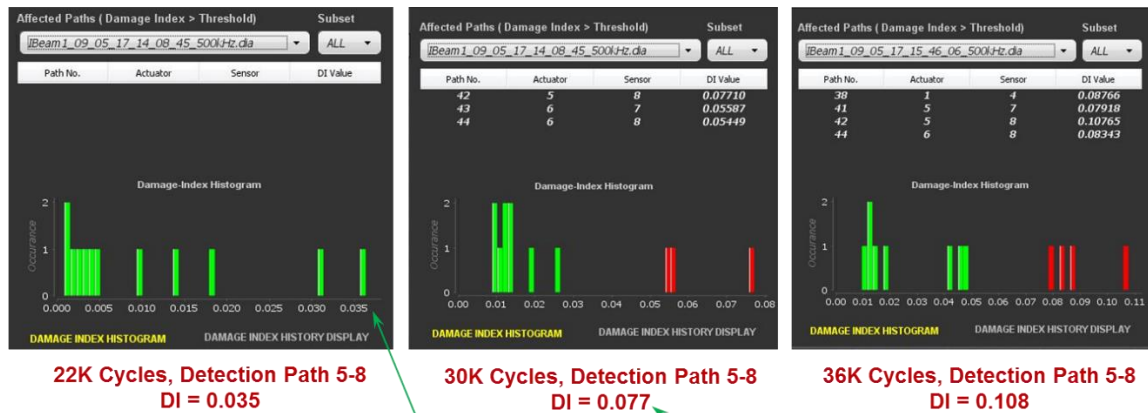 Affected Paths ( Damage Index > Threshold) Subset
IBeam1_09_05_17_14_08_45_500kHz.dia ALL
Path No. Actuator Sensor DI Value
Damage-Index Histogram
Occurance
2
1
0
0.000 0.005 0.010 0.015 0.020 0.025 0.030 0.035
DAMAGE INDEX HISTOGRAM DAMAGE INDEX HISTORY DISPLAY
22K Cycles, Detection Path 5-8
DI = 0.035
Affected Paths ( Damage Index > Threshold) Subset
IBeam1_09_05_17_14_08_45_500kHz.dia ALL
Path No. Actuator Sensor DI Value
42 5 8 0.07710
43 6 7 0.05587
44 6 8 0.05449
Damage-Index Histogram
Occurance
2
1
0
0.00 0.01 0.02 0.03 0.04 0.05 0.06 0.07 0.08
DAMAGE INDEX HISTOGRAM DAMAGE INDEX HISTORY DISPLAY
30K Cycles, Detection Path 5-8
DI = 0.077
Affected Paths ( Damage Index > Threshold) Subset
IBeam1_09_05_17_15_46_06_500kHz.dia ALL
Path No. Actuator Sensor DI Value
38 1 4 0.08766
41 5 7 0.07918
42 5 8 0.10765
44 6 8 0.08343
Damage-Index Histogram
Occurance
2
1
0
0.00 0.01 0.02 0.03 0.04 0.05 0.06 0.07 0.08 0.09 0.10 0.11
DAMAGE INDEX HISTOGRAM DAMAGE INDEX HISTORY DISPLAY
36K Cycles, Detection Path 5-8
DI = 0.108